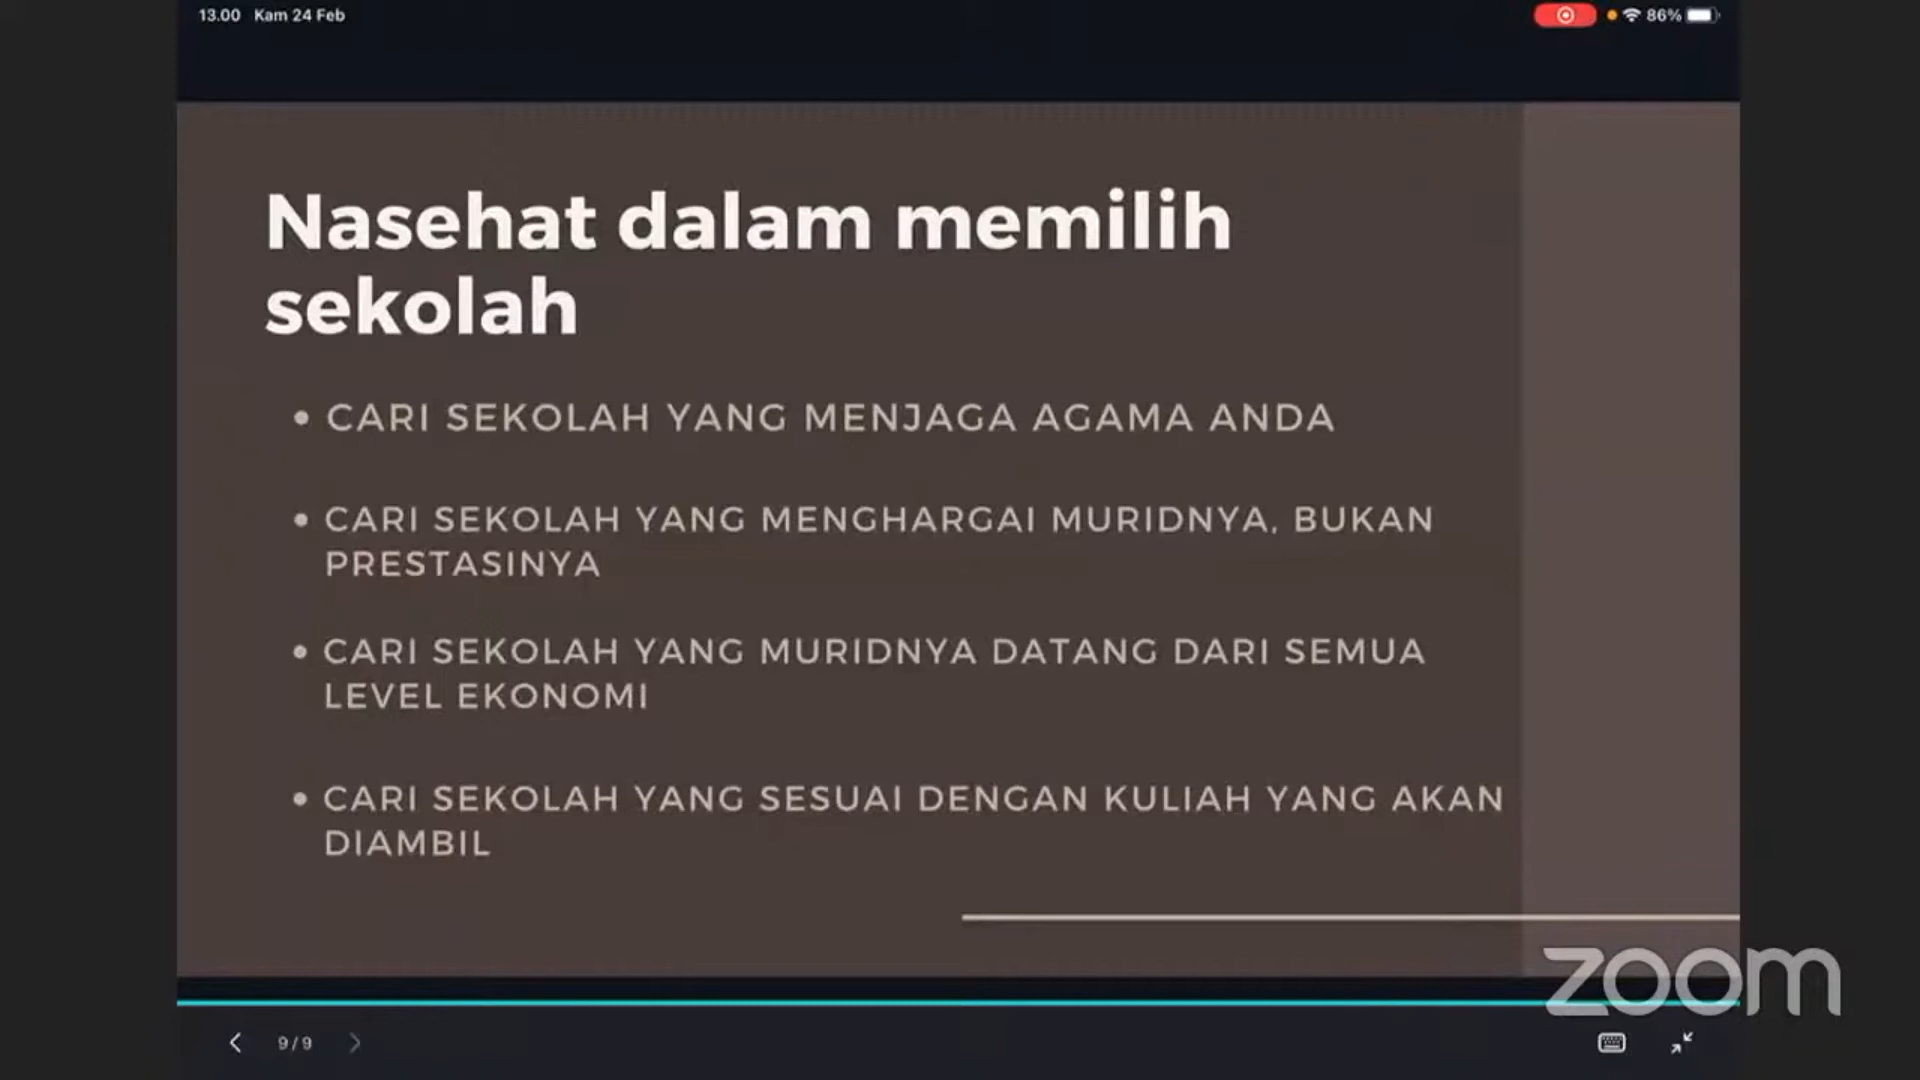 13.00 Kam 24 Feb
86%
Nasehat dalam memilih
sekolah
• CARI SEKOLAH YANG MENJAGA AGAMA ANDA
• CARI SEKOLAH YANG MENGHARGAI MURIDNYA, BUKAN
PRESTASINYA
• CARI SEKOLAH YANG MURIDNYA DATANG DARI SEMUA
LEVEL EKONOMI
• CARI SEKOLAH YANG SESUAI DENGAN KULIAH YANG AKAN
DIAMBIL
zoom
9/9